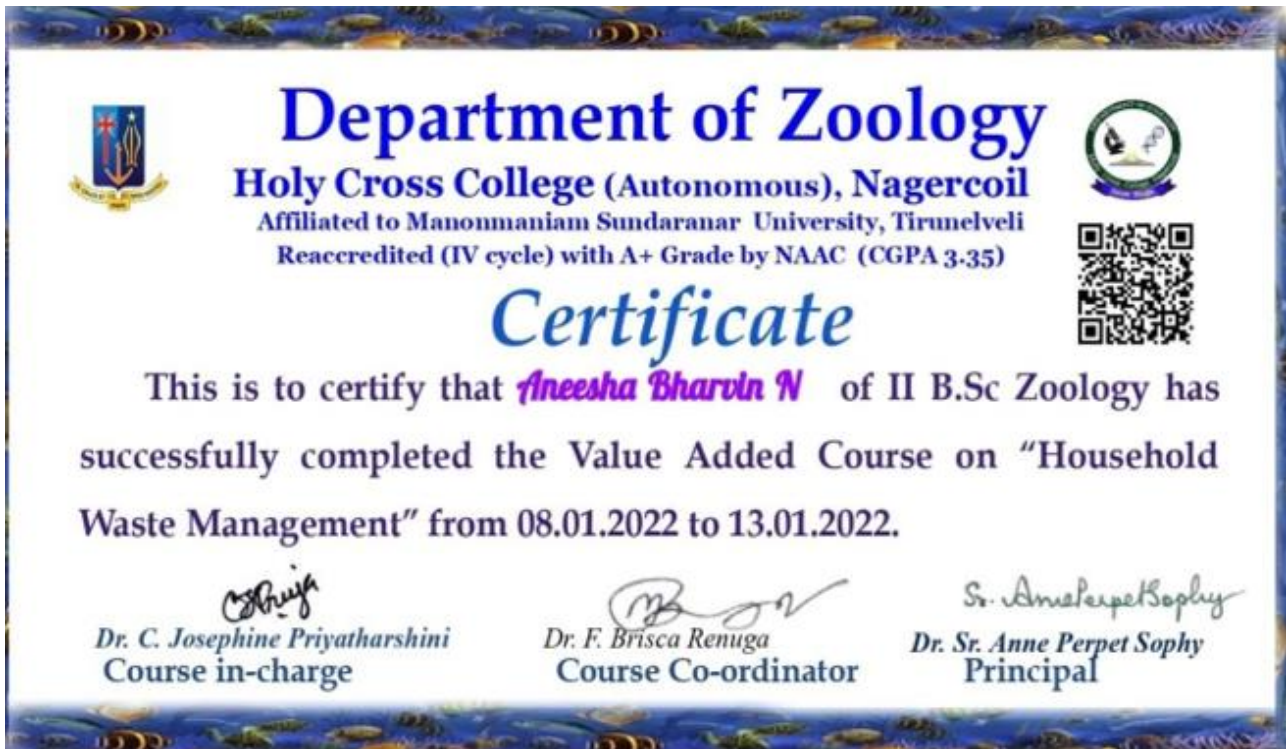 Department of Zoology
Holy Cross College (Autonomous), Nagercoil
Affiliated to Manonmaniam Sundaranar University, Tirunelveli
Reaccredited (IV cycle) with A+ Grade by NAAC (CGPA 3.35)
Certificate
This is to certify that Aneesha Bharvin N of II B.Sc Zoology has
successfully completed the Value Added Course on “Household
Waste Management” from 08.01.2022 to 13.01.2022.
Sr. AnnePerpetSophy
Dr. C. Josephine Priyatharshini
Course in-charge
Dr. F. Brisca Renuga
Course Co-ordinator
Dr. Sr. Anne Perpet Sophy
Principal